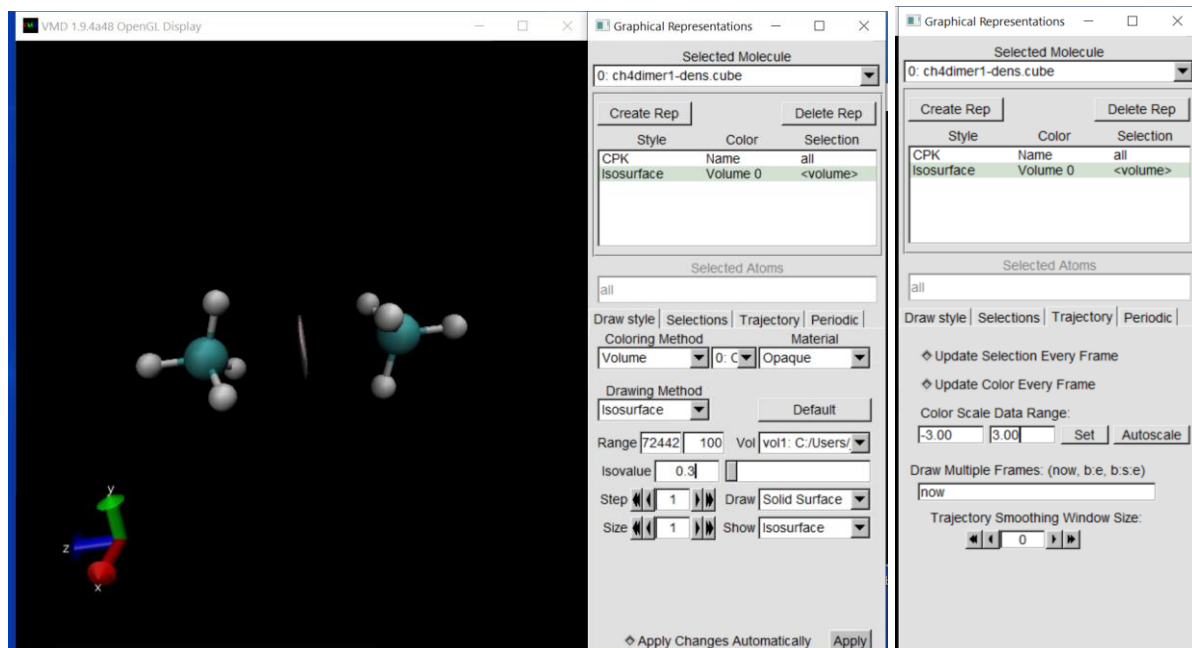 VMD 1.9.4a48 OpenGL Display
y
z
x
Graphical Representations
Selected Molecule
0: ch4dimer1-dens.cube
Create Rep Delete Rep
Style Color Selection
CPK Name all
Isosurface Volume 0 <volume>
Selected Atoms
all
Draw style Selections Trajectory Periodic
Coloring Method Material
Volume 0: C Opaque
Drawing Method
Isosurface Default
Range 72442 100 Vol vol1: C:/Users/
Isovalue 0.3
Step 1 Draw Solid Surface
Size 1 Show Isosurface
Apply Changes Automatically Apply
Graphical Representations
Selected Molecule
0: ch4dimer1-dens.cube
Create Rep Delete Rep
Style Color Selection
CPK Name all
Isosurface Volume 0 <volume>
Selected Atoms
all
Draw style Selections Trajectory Periodic
Update Selection Every Frame
Update Color Every Frame
Color Scale Data Range:
-3.00 3.00 Set Autoscale
Draw Multiple Frames: (now, b:e, b:s:e)
now
Trajectory Smoothing Window Size:
0